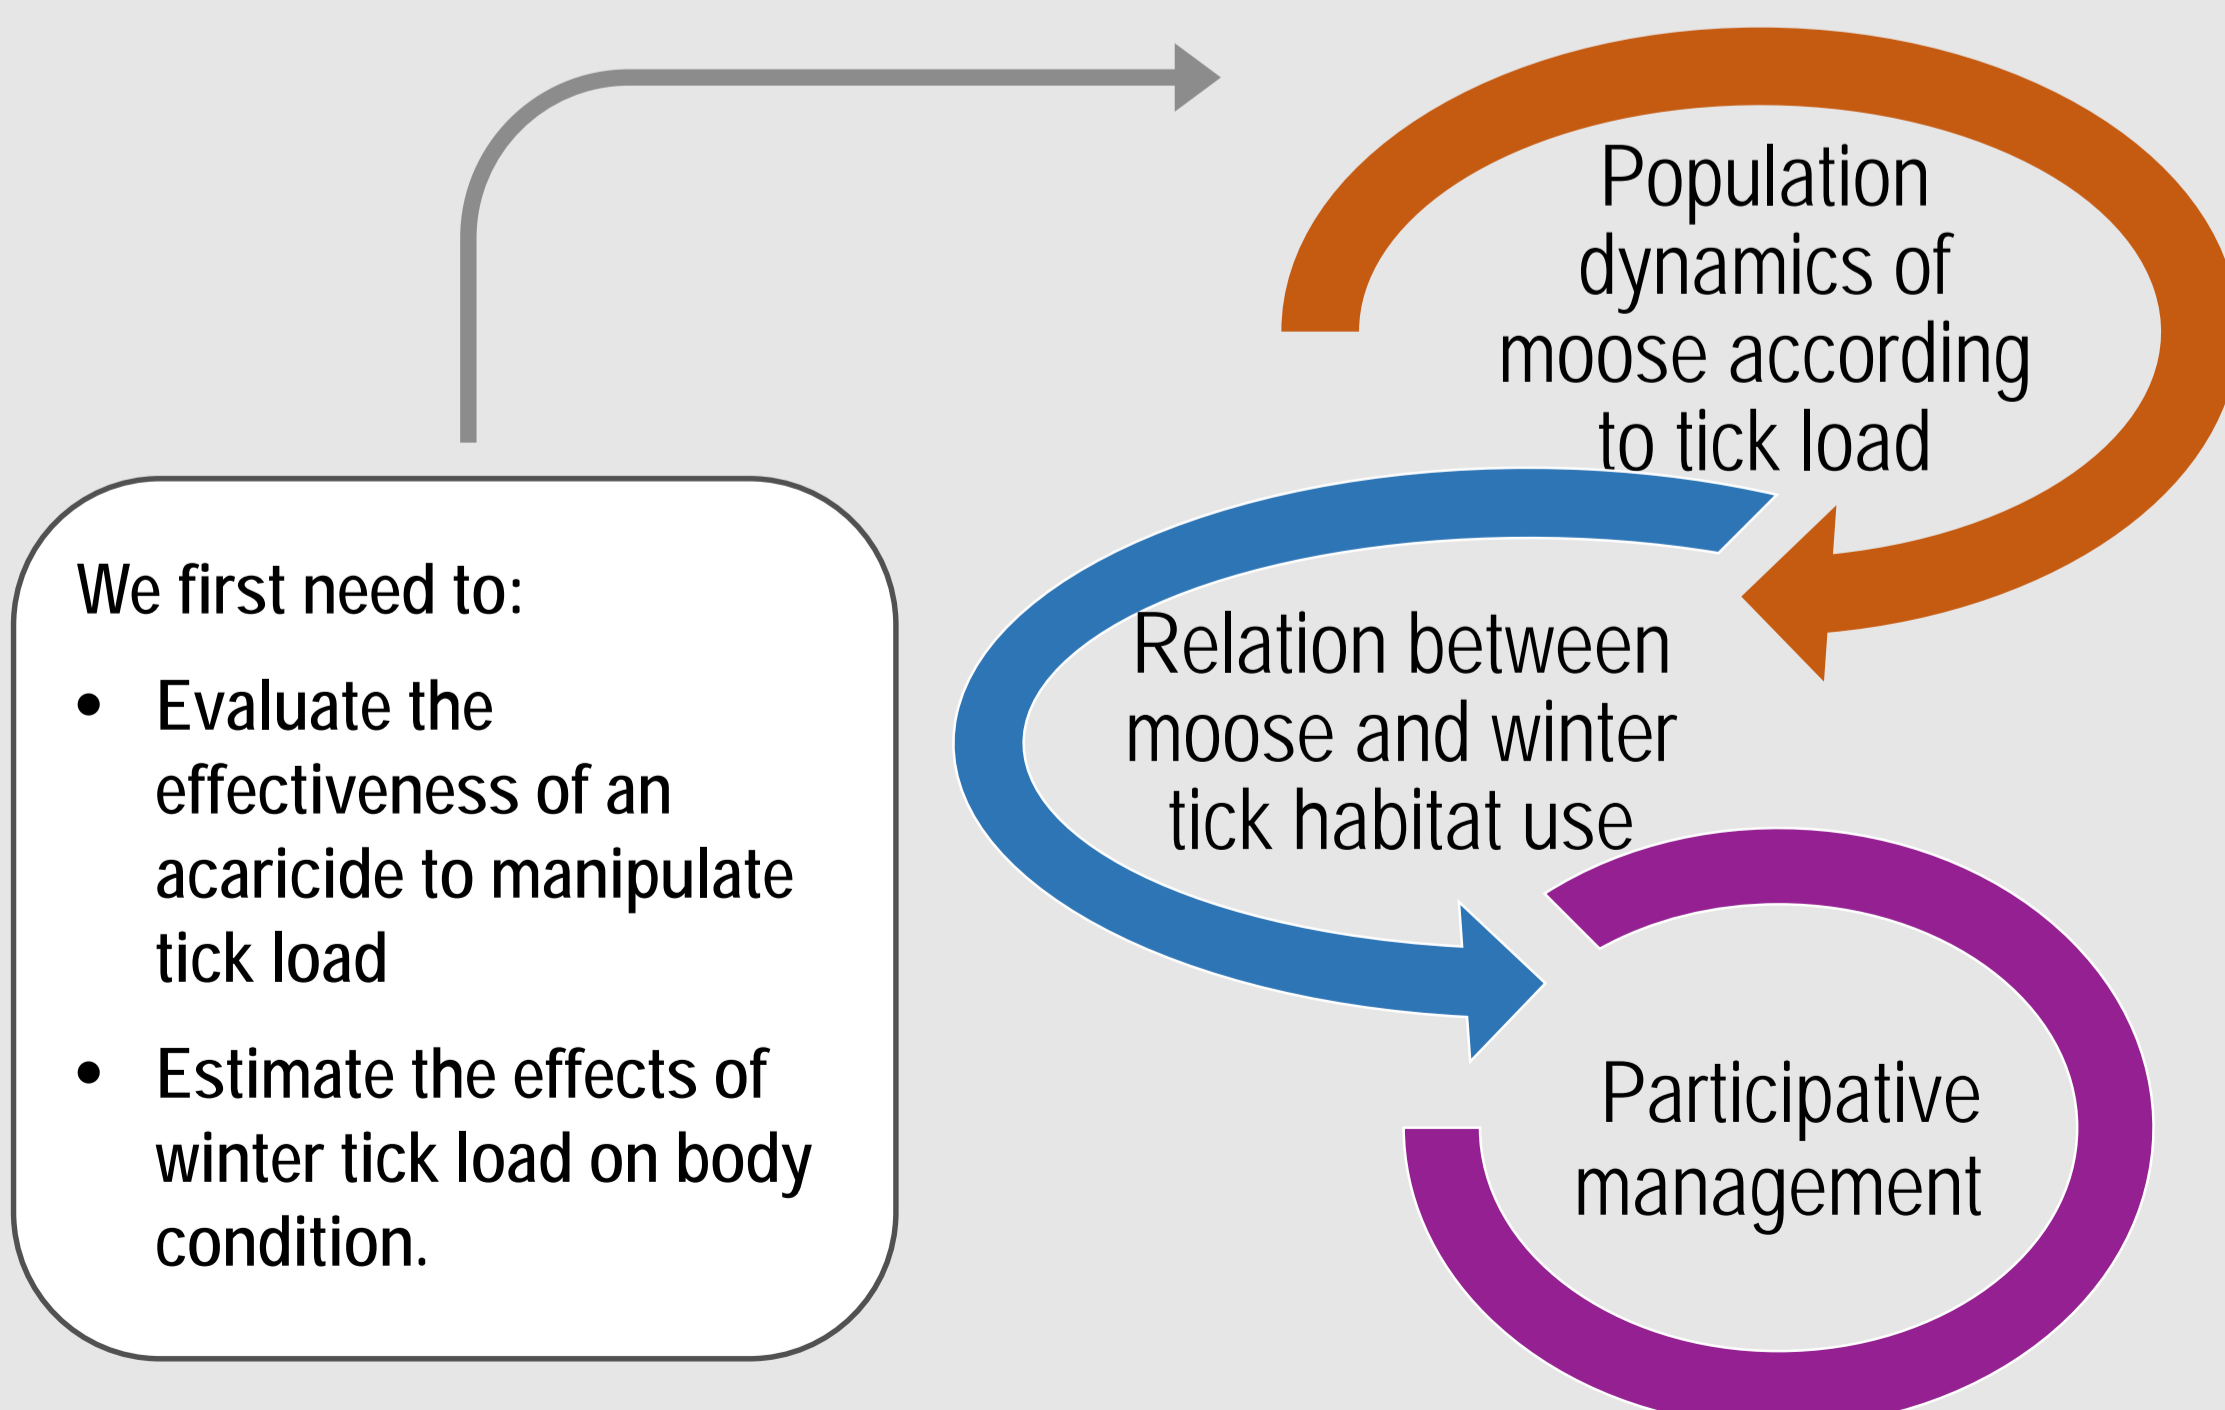 We first need to:
• Evaluate the
effectiveness of an
acaricide to manipulate
tick load
• Estimate the effects of
winter tick load on body
condition.
Population
dynamics of
moose according
to tick load
Relation between
moose and winter
tick habitat use
Participative
management